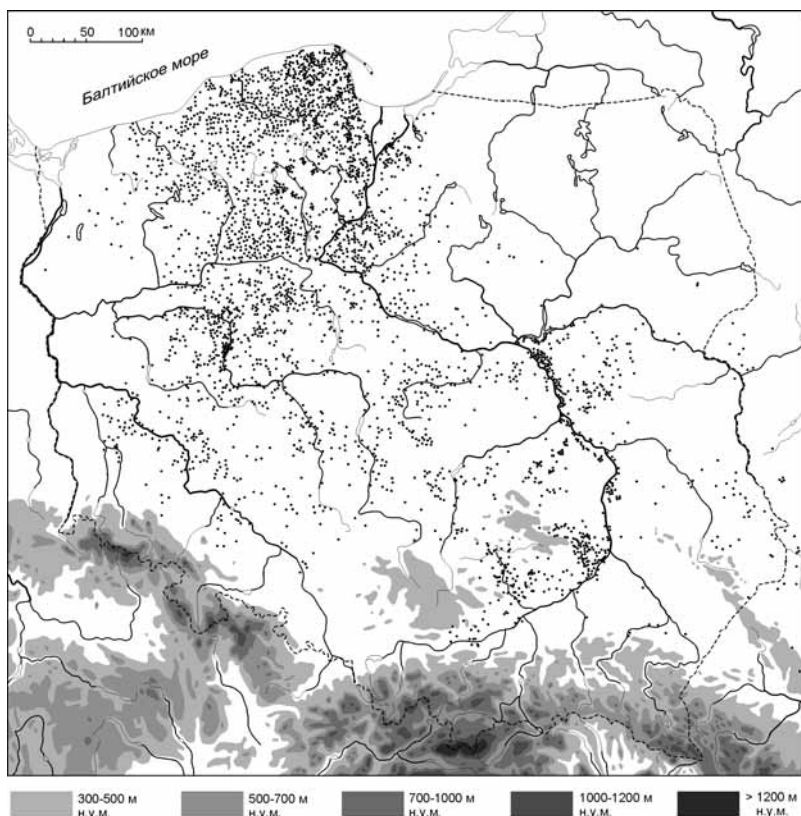 0 50 100 км
Балтийское море
300-500 м
н.у.м.
500-700 м
н.у.м.
700-1000 м
н.у.м.
1000-1200 м
н.у.м.
> 1200 м
н.у.м.